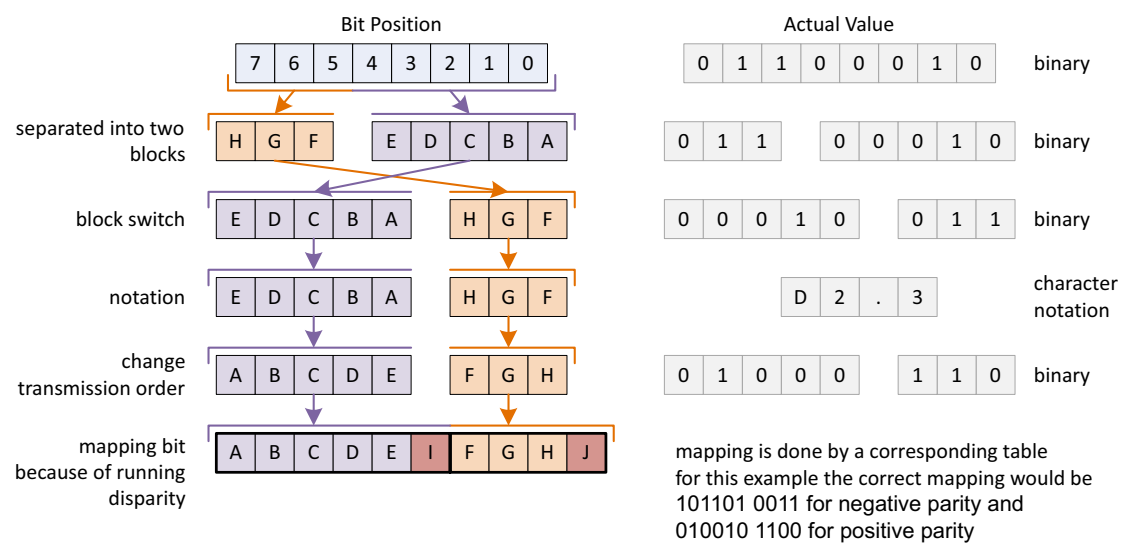 Bit Position Actual Value
7 6 5 4 3 2 1 0 0 1 1 0 0 0 1 0 binary
separated into two
blocks
H G F E D C B A 0 1 1 0 0 0 1 0 binary
block switch E D C B A H G F 0 0 0 1 0 0 1 1 binary
notation E D C B A H G F D 2 . 3 character
notation
change
transmission order
A B C D E F G H 0 1 0 0 0 1 1 0 binary
mapping bit
because of running
disparity
A B C D E I F G H J
mapping is done by a corresponding table
for this example the correct mapping would be
101101 0011 for negative parity and
010010 1100 for positive parity